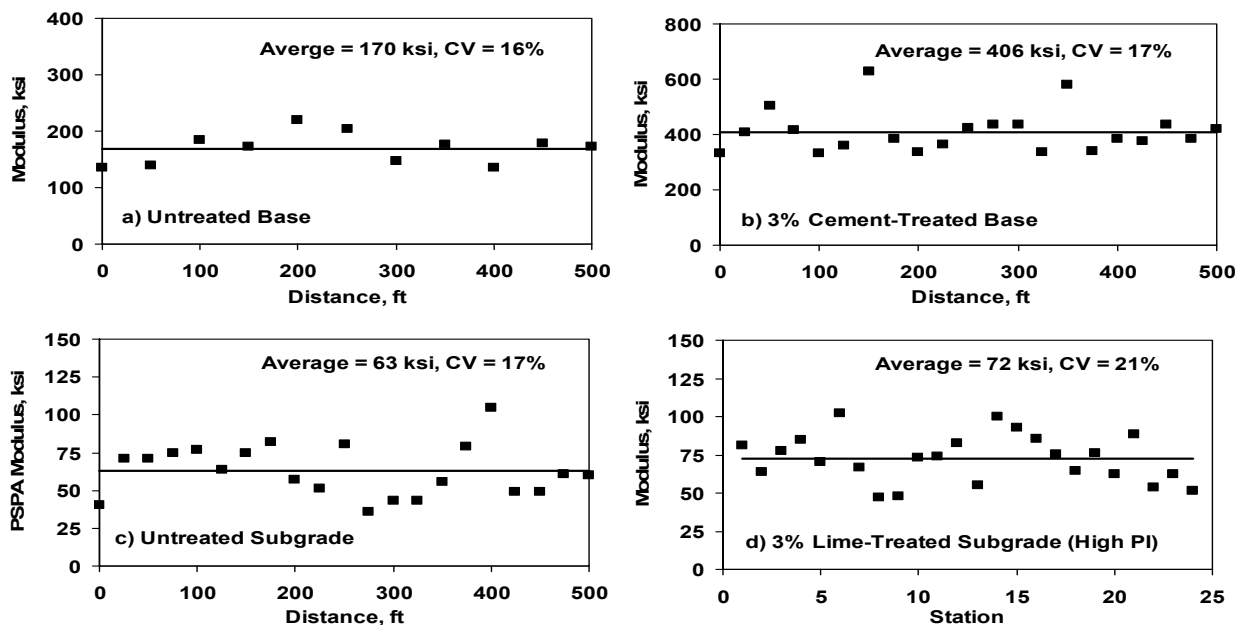 400
300
200
100
0
Modulus, ksi
Averge = 170 ksi, CV = 16%
a) Untreated Base
0 100 200 300 400 500
Distance, ft
800
600
400
200
0
Modulus, ksi
Average = 406 ksi, CV = 17%
b) 3% Cement-Treated Base
0 100 200 300 400 500
Distance, ft
150
125
100
75
50
25
0
PSPA Modulus, ksi
Average = 63 ksi, CV = 17%
c) Untreated Subgrade
0 100 200 300 400 500
Distance, ft
150
125
100
75
50
25
0
Modulus, ksi
Average = 72 ksi, CV = 21%
d) 3% Lime-Treated Subgrade (High PI)
0 5 10 15 20 25
Station